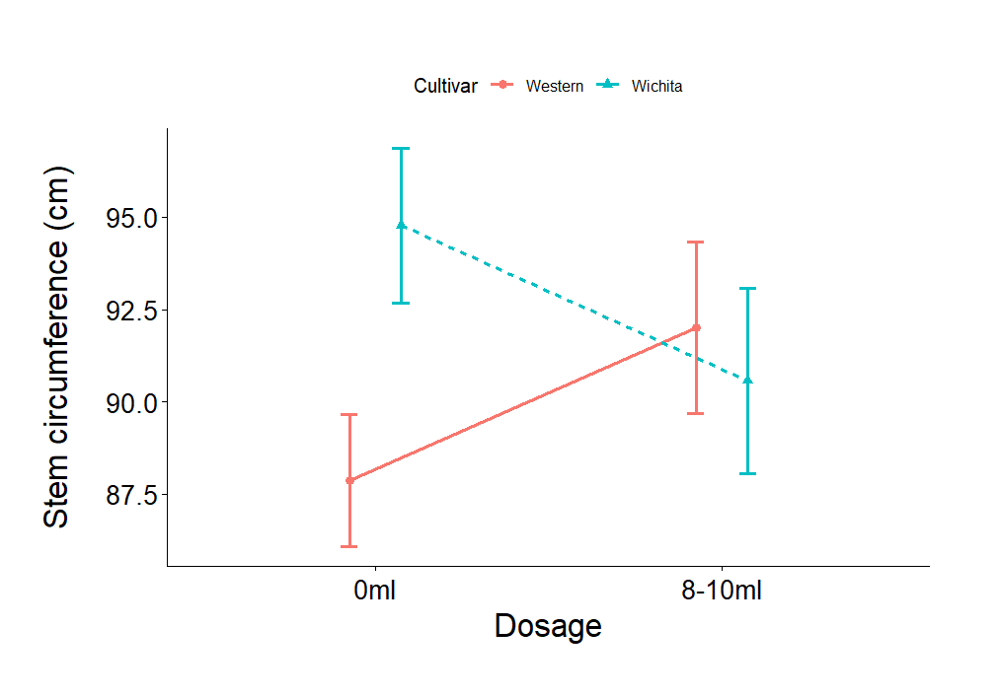 Cultivar Western Wichita
Stem circumference (cm)
95.0
92.5
90.0
87.5
0ml 8-10ml
Dosage